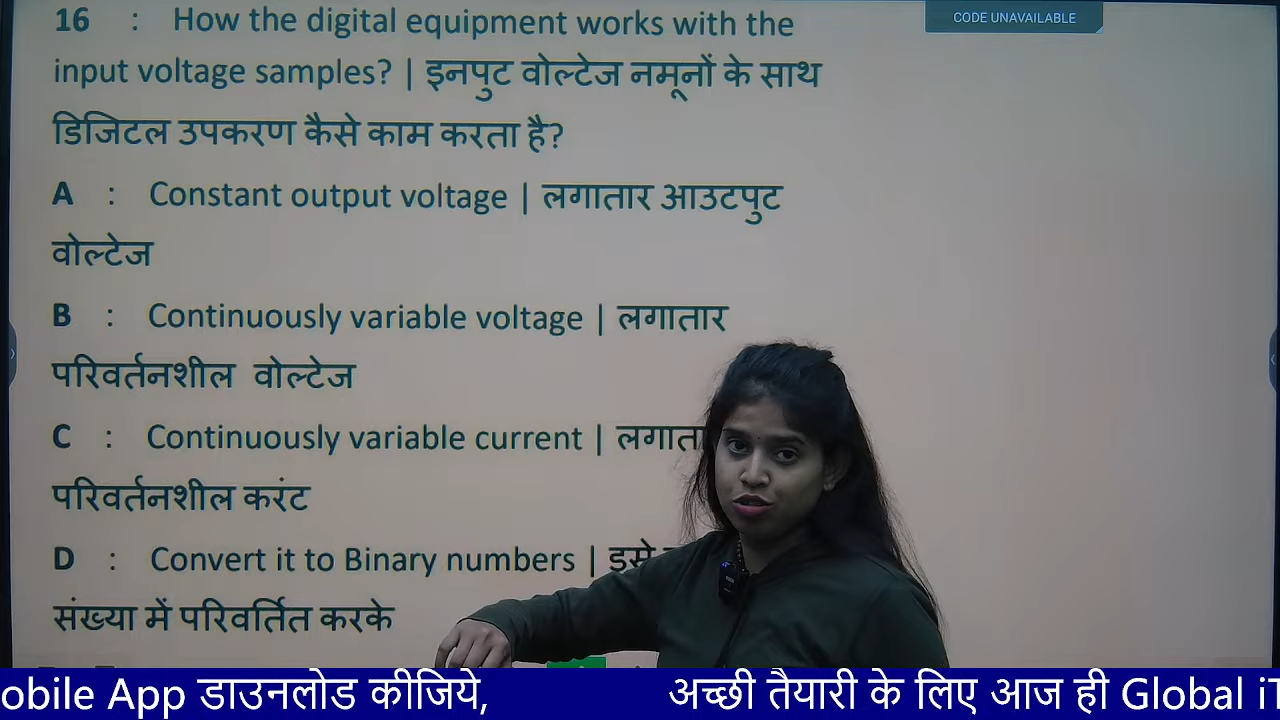 CODE UNAVAILABLE
16 : How the digital equipment works with the
input voltage samples? | इनपुट वोल्टेज नमूनों के साथ
डिजिटल उपकरण कैसे काम करता है?
A : Constant output voltage | लगातार आउटपुट
वोल्टेज
B : Continuously variable voltage | लगातार
परिवर्तनशील वोल्टेज
C : Continuously variable current |
परिवर्तनशील करंट
D : Convert it to Binary numbers | इसे
संख्या में परिवर्तित करके
obile App डाउनलोड कीजिये, अच्छी तैयारी के लिए आज ही Global iT